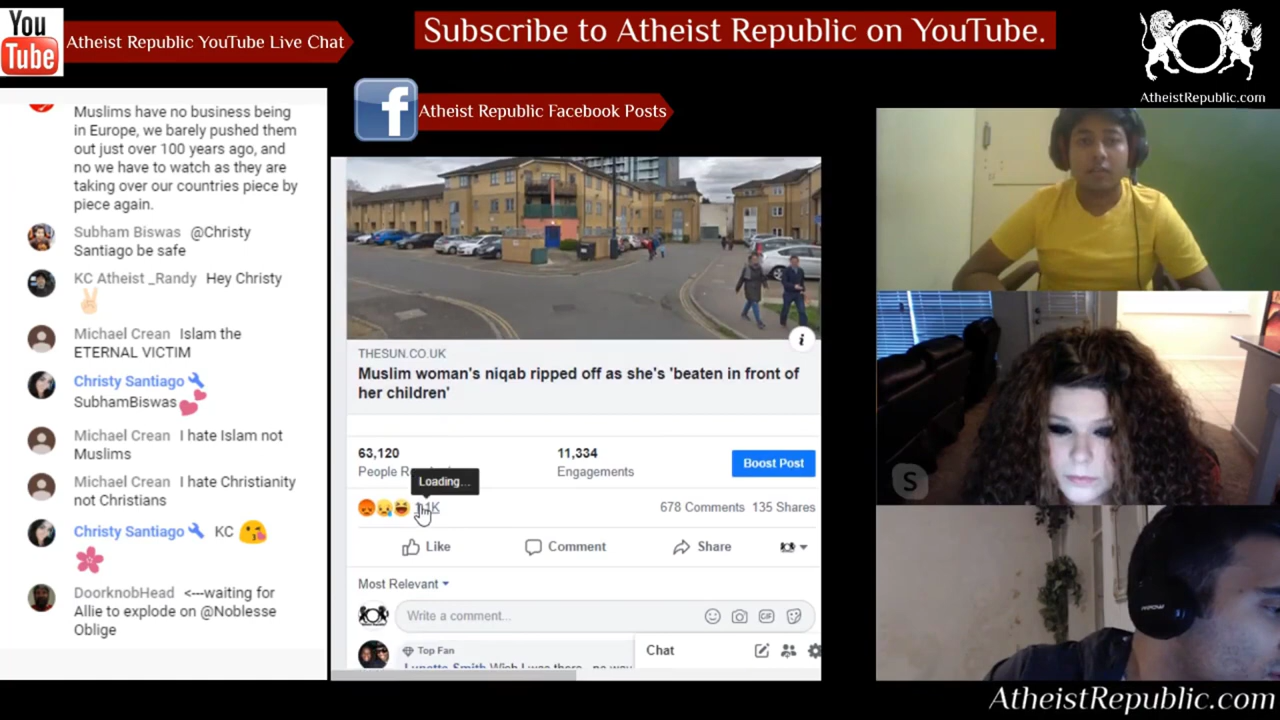 You
Tube
Atheist Republic YouTube Live Chat
Subscribe to Atheist Republic on YouTube.
AtheistRepublic.com
Atheist Republic Facebook Posts
Muslims have no business being
in Europe, we barely pushed them
out just over 100 years ago, and
no we have to watch as they are
taking over our countries piece by
piece again.
Subham Biswas @Christy
Santiago be safe
KC Atheist _Randy Hey Christy
Michael Crean Islam the
ETERNAL VICTIM
Christy Santiago
SubhamBiswas
Michael Crean I hate Islam not
Muslims
Michael Crean I hate Christianity
not Christians
Christy Santiago KC
DoorknobHead <---waiting for
Allie to explode on @Noblesse
Oblige
THESUN.CO.UK
Muslim woman's niqab ripped off as she's 'beaten in front of
her children'
63,120
People
11,334
Engagements
Boost Post
Loading...
678 Comments 135 Shares
Like
Comment
Share
Most Relevant
Write a comment...
GIF
Top Fan
Lynette Smith Wish I was there
Chat
S
AtheistRepublic.com